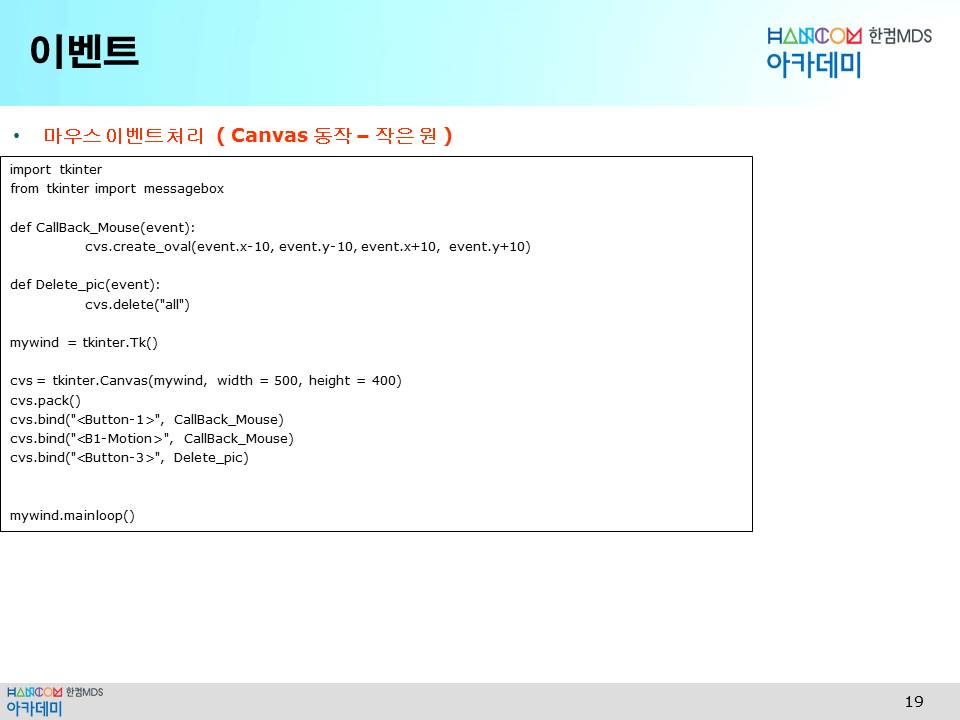 이벤트
HANCOM 한컴MDS
아카데미
• 마우스 이벤트 처리 ( Canvas 동작 – 작은 원 )
import tkinter
from tkinter import messagebox
def CallBack_Mouse(event):
cvs.create_oval(event.x-10, event.y-10, event.x+10, event.y+10)
def Delete_pic(event):
cvs.delete("all")
mywind = tkinter.Tk()
cvs = tkinter.Canvas(mywind, width = 500, height = 400)
cvs.pack()
cvs.bind("<Button-1>", CallBack_Mouse)
cvs.bind("<B1-Motion>", CallBack_Mouse)
cvs.bind("<Button-3>", Delete_pic)
mywind.mainloop()
HANCOM 한컴MDS
아카데미
19